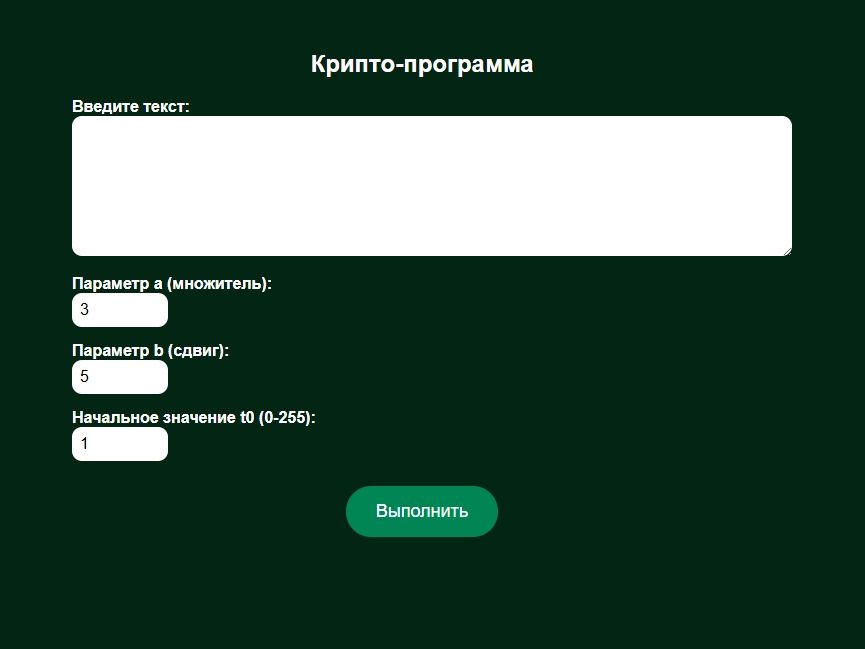 Крипто-программа
Введите текст:
Параметр a (множитель):
3
Параметр b (сдвиг):
5
Начальное значение t0 (0-255):
1
Выполнить